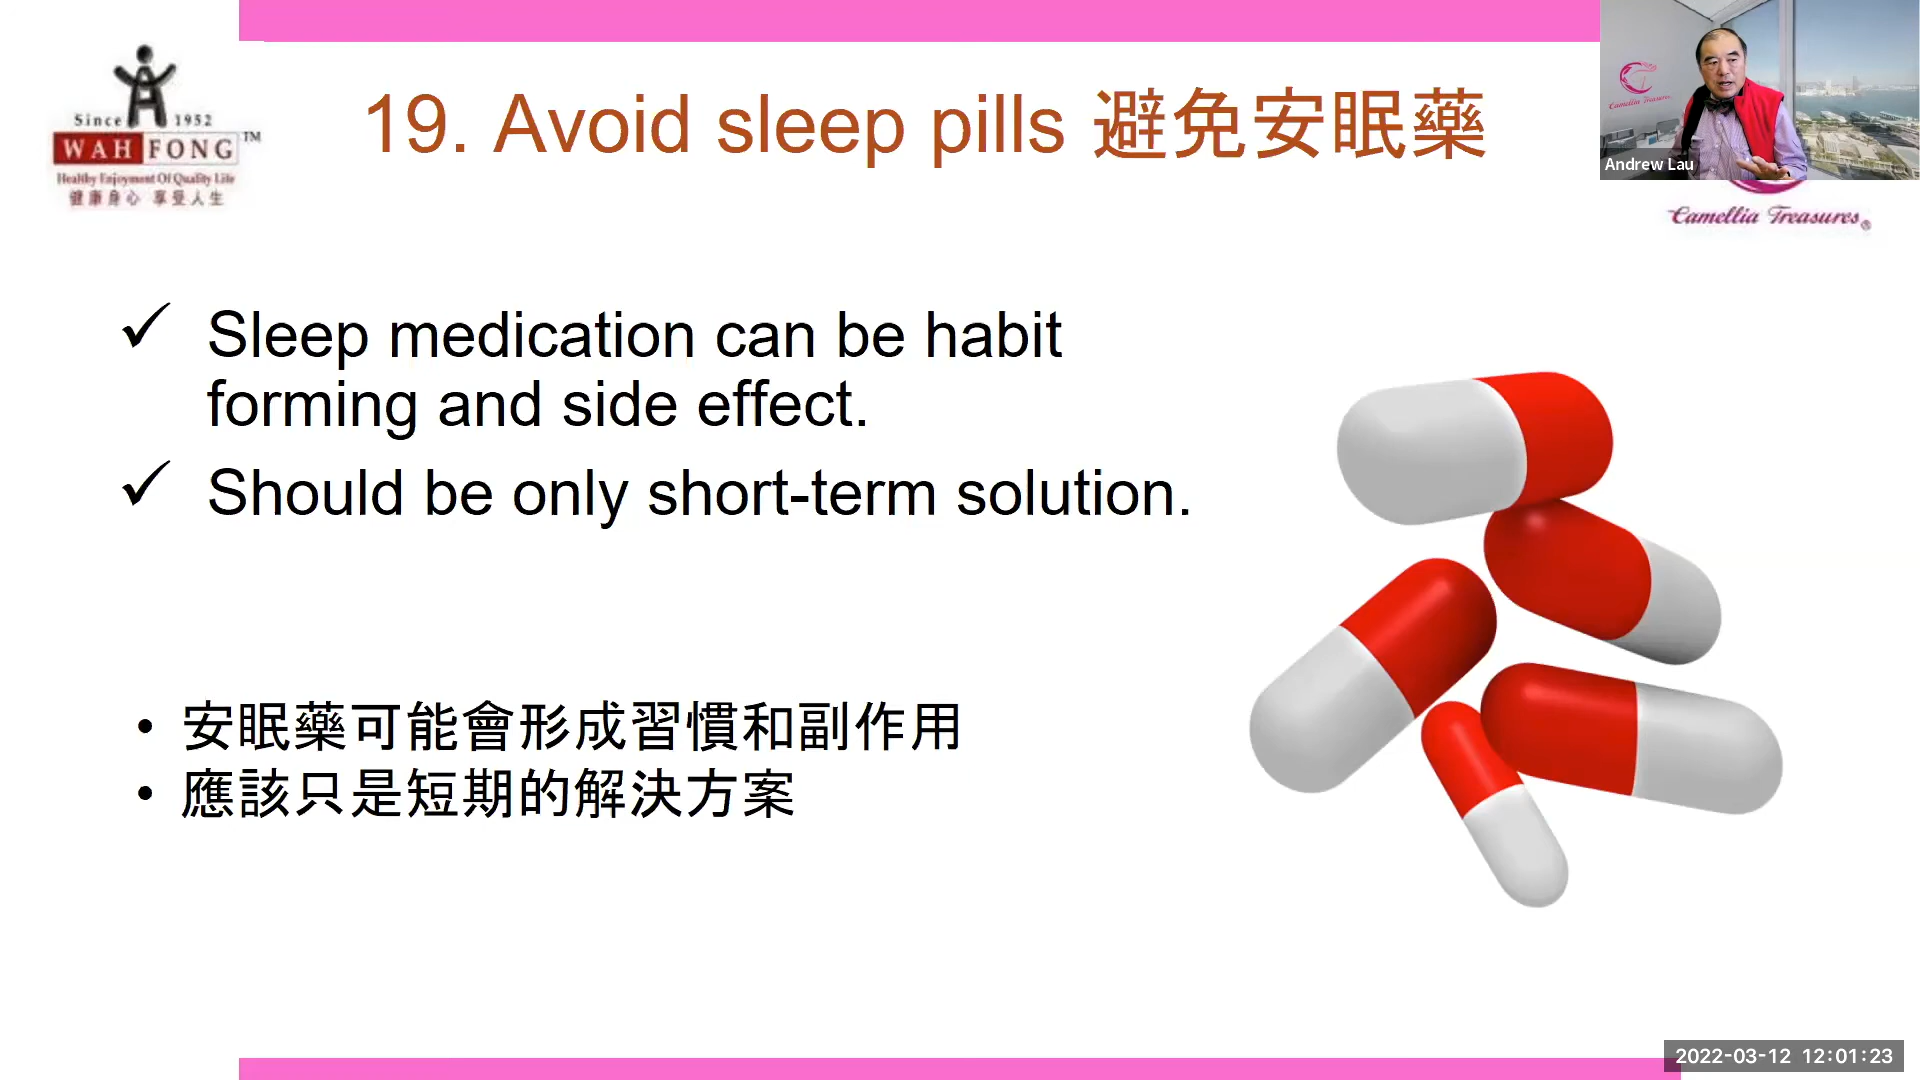 Since 1952
WAH FONG™
Healthy Enjoyment Of Quality Life
健康身心 享受人生
19. Avoid sleep pills 避免安眠藥
Camellia Treasures
Andrew Lau
Camellia Treasures®
✓ Sleep medication can be habit
forming and side effect.
✓ Should be only short-term solution.
• 安眠藥可能會形成習慣和副作用
• 應該只是短期的解決方案
2022-03-12 12:01:23